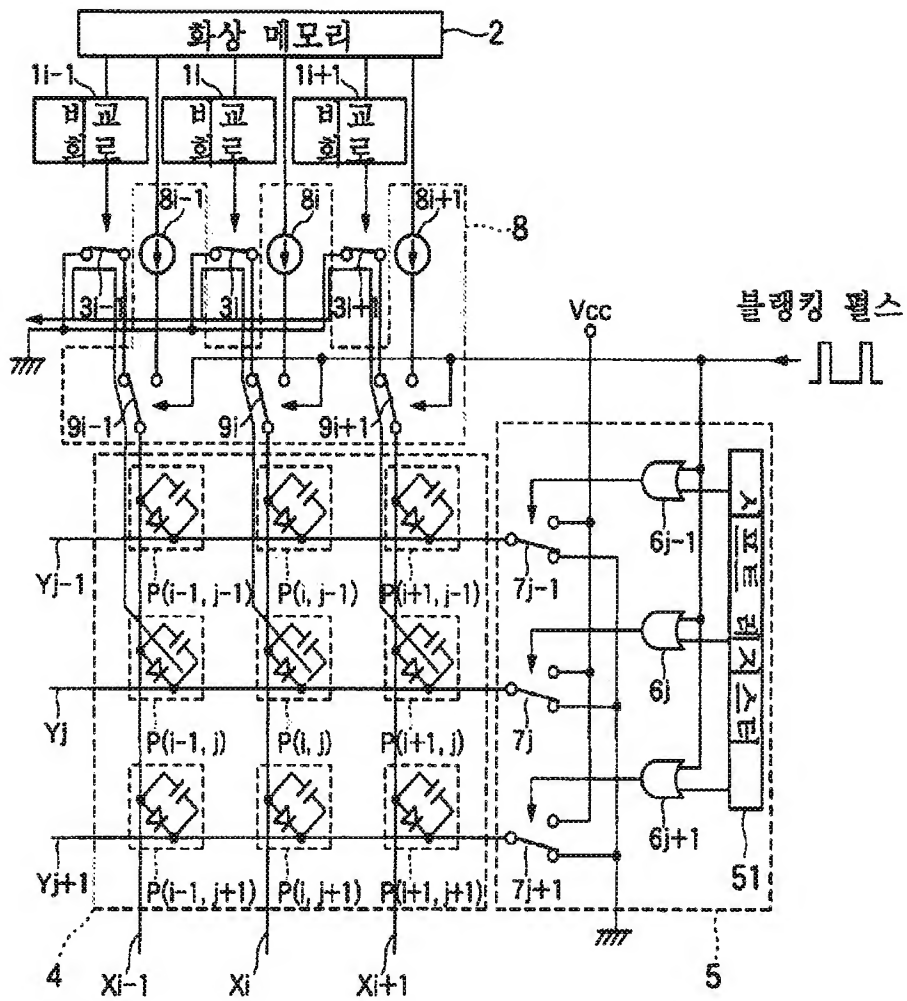 화상 메모리
2
1i-1
1i
1i+1
비교
회로
비교
회로
비교
회로
8i-1
8i
8i+1
8
3i-1
3i
3i+1
Vcc
블랭킹 펄스
9i-1
9i
9i+1
6j-1
Yj-1
7j-1
P(i-1, j-1)
P(i, j-1)
P(i+1, j-1)
시프트 레지스터
6j
Yj
7j
P(i-1, j)
P(i, j)
P(i+1, j)
6j+1
Yj+1
7j+1
51
P(i-1, j+1)
P(i, j+1)
P(i+1, j+1)
4
Xi-1
Xi
Xi+1
5